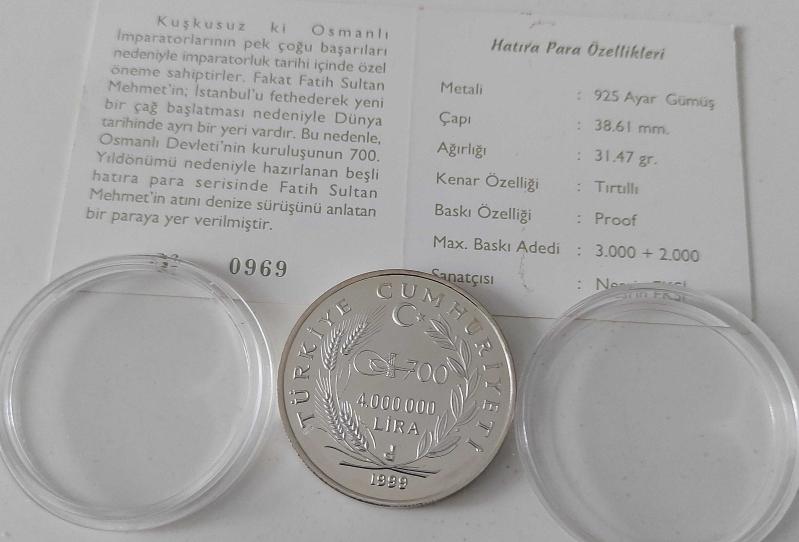 Kuşkusuz ki Osmanlı
İmparatorlarının pek çoğu başarıları
nedeniyle imparatorluk tarihi içinde özel
öneme sahiptirler. Fakat Fatih Sultan
Mehmet'in; İstanbul'u fethederek yeni
bir çağ başlatması nedeniyle Dünya
tarihinde ayrı bir yeri vardır. Bu nedenle,
Osmanlı Devleti'nin kuruluşunun 700.
Yıldönümü nedeniyle hazırlanan beşli
hatıra para serisinde Fatih Sultan
Mehmet'in atını denize sürüşünü anlatan
bir paraya yer verilmiştir.
0969
Hatıra Para Özellikleri
Metali : 925 Ayar Gümüş
Çapı : 38.61 mm.
Ağırlığı : 31.47 gr.
Kenar Özelliği : Tırtıllı
Baskı Özelliği : Proof
Max. Baskı Adedi : 3.000 + 2.000
Sanatçısı :
TÜRKİYE CUMHURİYETİ
700
4.000.000
LİRA
1999